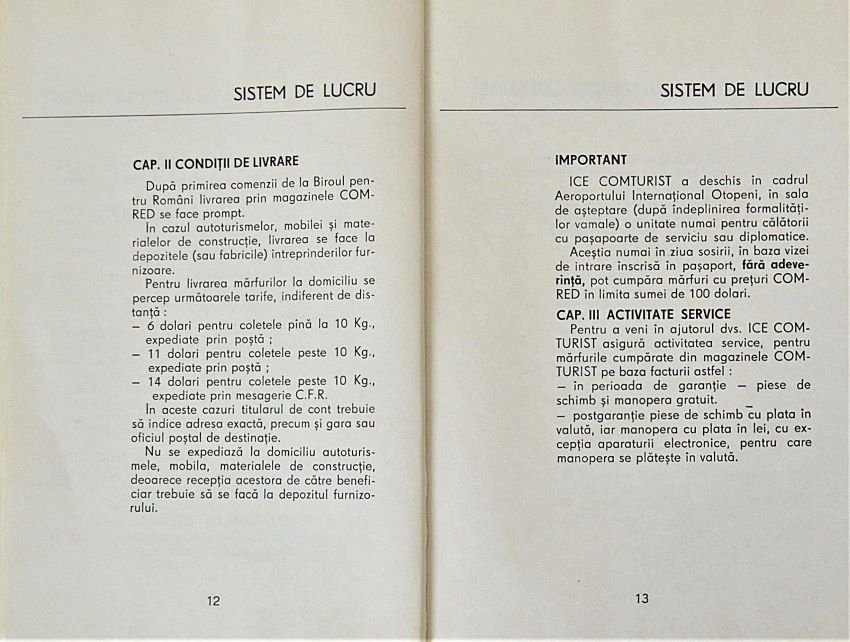 SISTEM DE LUCRU
CAP. II CONDIȚII DE LIVRARE
După primirea comenzii de la Biroul pen-
tru Români livrarea prin magazinele COM-
RED se face prompt.
In cazul autoturismelor, mobilei și mate-
rialelor de construcție, livrarea se face la
depozitele (sau fabricile) întreprinderilor fur-
nizoare.
Pentru livrarea mărfurilor la domiciliu se
percep următoarele tarife, indiferent de dis-
tanță :
— 6 dolari pentru coletele pînă la 10 Kg.,
expediate prin poștă ;
— 11 dolari pentru coletele peste 10 Kg.,
expediate prin poștă ;
— 14 dolari pentru coletele peste 10 Kg.,
expediate prin mesagerie C.F.R.
In aceste cazuri titularul de cont trebuie
să indice adresa exactă, precum și gara sau
oficiul poștal de destinație.
Nu se expediază la domiciliu autoturis-
mele, mobila, materialele de construcție,
deoarece recepția acestora de către benefi-
ciar trebuie să se facă la depozitul furnizo-
rului.
12
SISTEM DE LUCRU
IMPORTANT
ICE COMTURIST a deschis în cadrul
Aeroportului Internațional Otopeni, în sala
de așteptare (după îndeplinirea formalități-
lor vamale) o unitate numai pentru călătorii
cu pașapoarte de serviciu sau diplomatice.
Aceștia numai în ziua sosirii, în baza vizei
de intrare înscrisă în pașaport, fără adeve-
rință, pot cumpăra mărfuri cu prețuri COM-
RED în limita sumei de 100 dolari.
CAP. III ACTIVITATE SERVICE
Pentru a veni în ajutorul dvs. ICE COM-
TURIST asigură activitatea service, pentru
mărfurile cumpărate din magazinele COM-
TURIST pe baza facturii astfel :
— în perioada de garanție — piese de
schimb și manopera gratuit.
— postgaranție piese de schimb cu plata în
valută, iar manopera cu plata în lei, cu ex-
cepția aparaturii electronice, pentru care
manopera se plătește în valută.
13